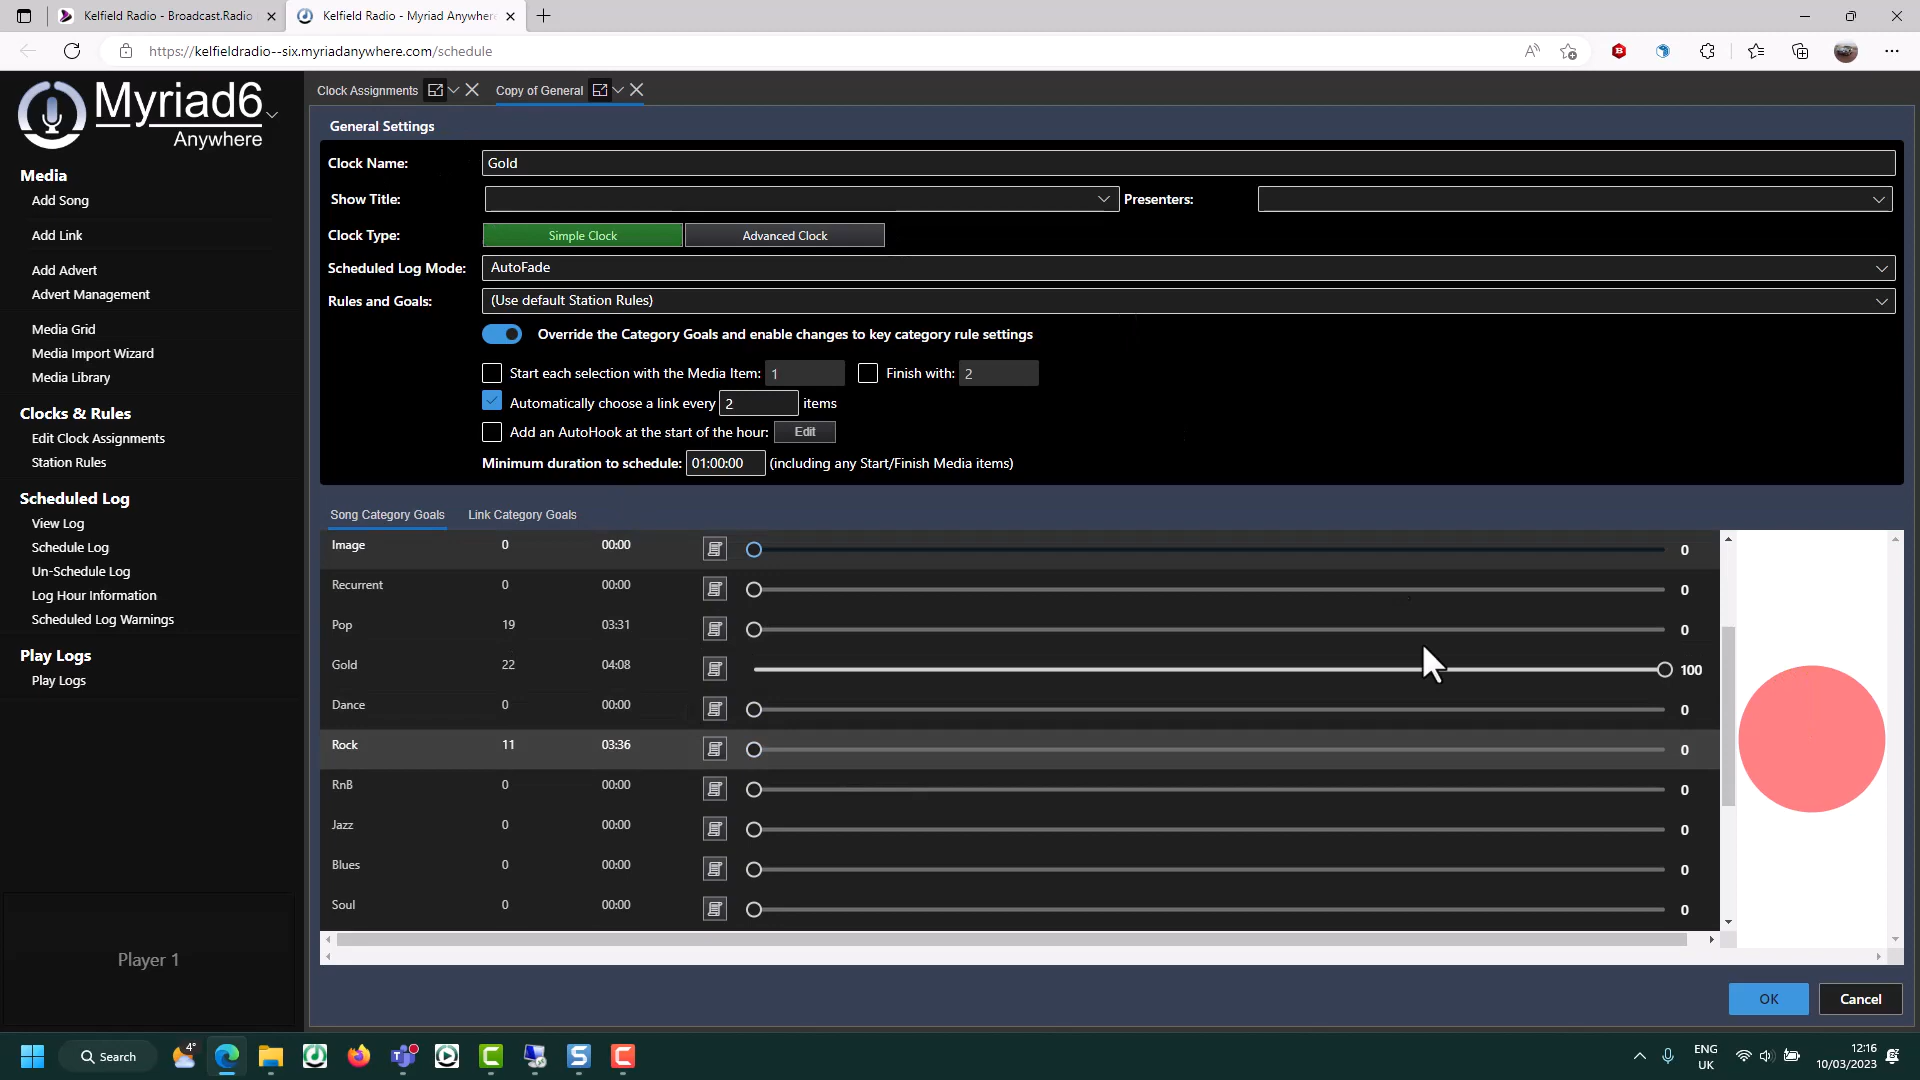 Kelfield Radio - Broadcast.Radio
Kelfield Radio - Myriad Anywhere
https://kelfieldradio--six.myriadanywhere.com/schedule
Myriad6
Anywhere
Media
Add Song
Add Link
Add Advert
Advert Management
Media Grid
Media Import Wizard
Media Library
Clocks & Rules
Edit Clock Assignments
Station Rules
Scheduled Log
View Log
Schedule Log
Un-Schedule Log
Log Hour Information
Scheduled Log Warnings
Play Logs
Play Logs
Player 1
Clock Assignments
Copy of General
General Settings
Clock Name: Gold
Show Title: Presenters:
Clock Type: Simple Clock Advanced Clock
Scheduled Log Mode: AutoFade
Rules and Goals: (Use default Station Rules)
Override the Category Goals and enable changes to key category rule settings
Start each selection with the Media Item: 1 Finish with: 2
Automatically choose a link every 2 items
Add an AutoHook at the start of the hour: Edit
Minimum duration to schedule: 01:00:00 (including any Start/Finish Media items)
Song Category Goals Link Category Goals
Image 0 00:00 0
Recurrent 0 00:00 0
Pop 19 03:31 0
Gold 22 04:08 100
Dance 0 00:00 0
Rock 11 03:36 0
RnB 0 00:00 0
Jazz 0 00:00 0
Blues 0 00:00 0
Soul 0 00:00 0
OK Cancel
4°
Search
ENG
UK
12:16
10/03/2023